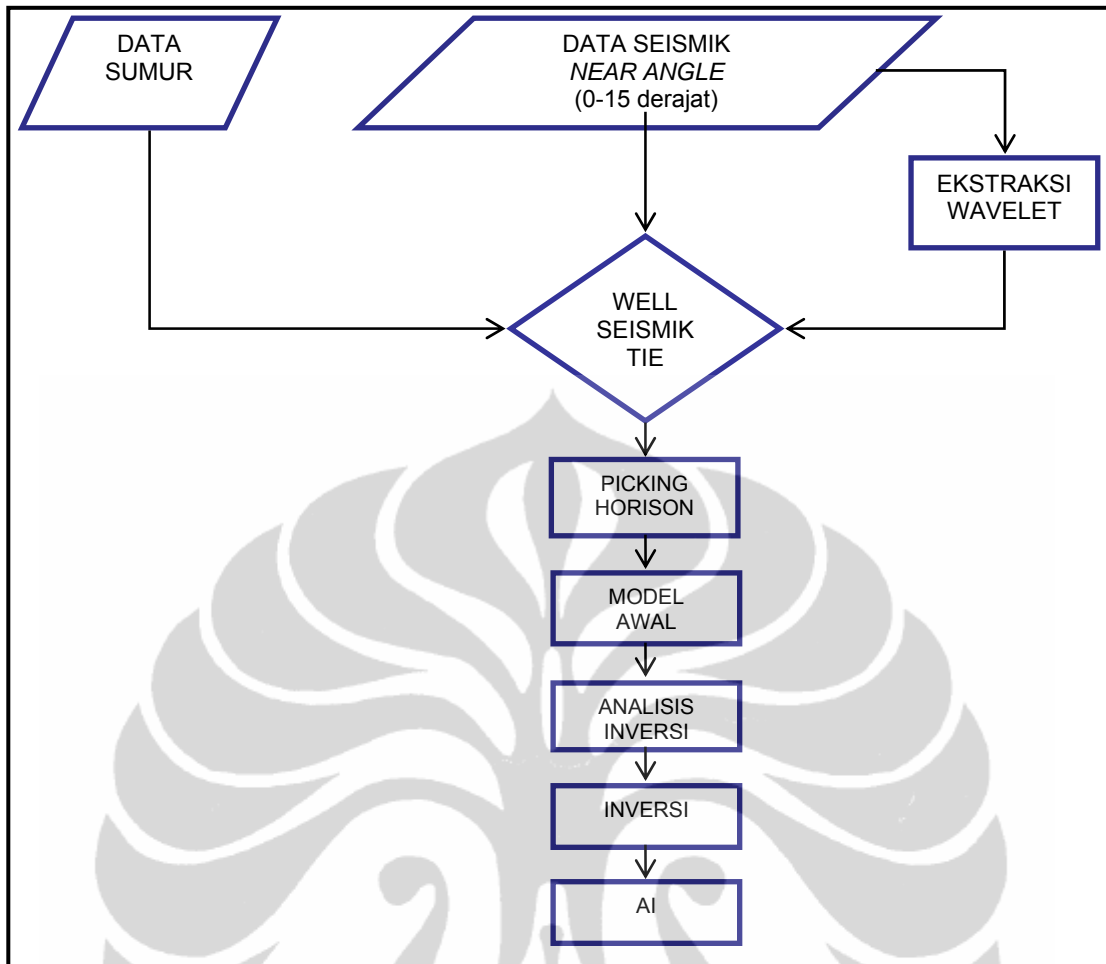 DATA
SUMUR
DATA SEISMIK
NEAR ANGLE
(0-15 derajat)
EKSTRAKSI
WAVELET
WELL
SEISMIK
TIE
PICKING
HORISON
MODEL
AWAL
ANALISIS
INVERSI
INVERSI
AI